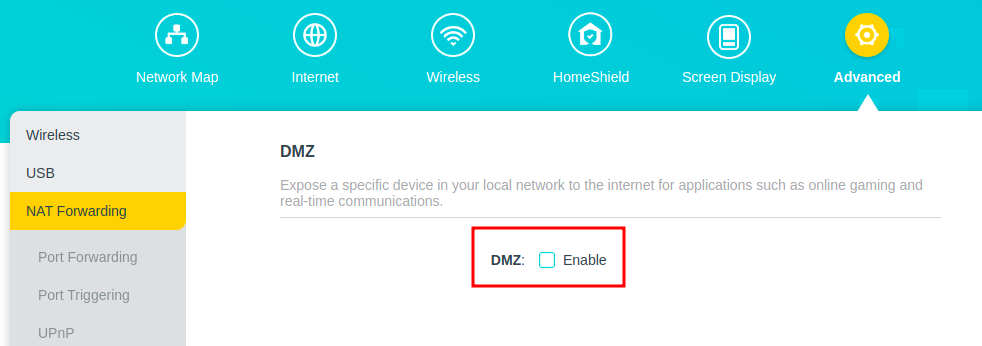 Network Map
Internet
Wireless
HomeShield
Screen Display
Advanced
Wireless
USB
NAT Forwarding
Port Forwarding
Port Triggering
UPnP
DMZ
Expose a specific device in your local network to the internet for applications such as online gaming and
real-time communications.
DMZ: Enable